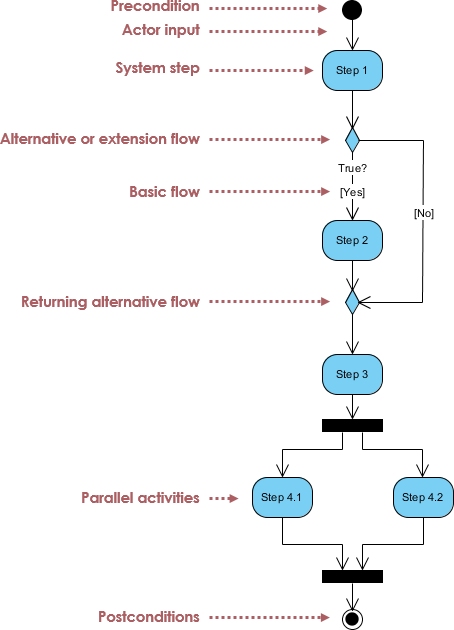 Precondition
Actor input
System step
Step 1
Alternative or extension flow
True?
Basic flow
[Yes]
[No]
Step 2
Returning alternative flow
Step 3
Parallel activities
Step 4.1
Step 4.2
Postconditions